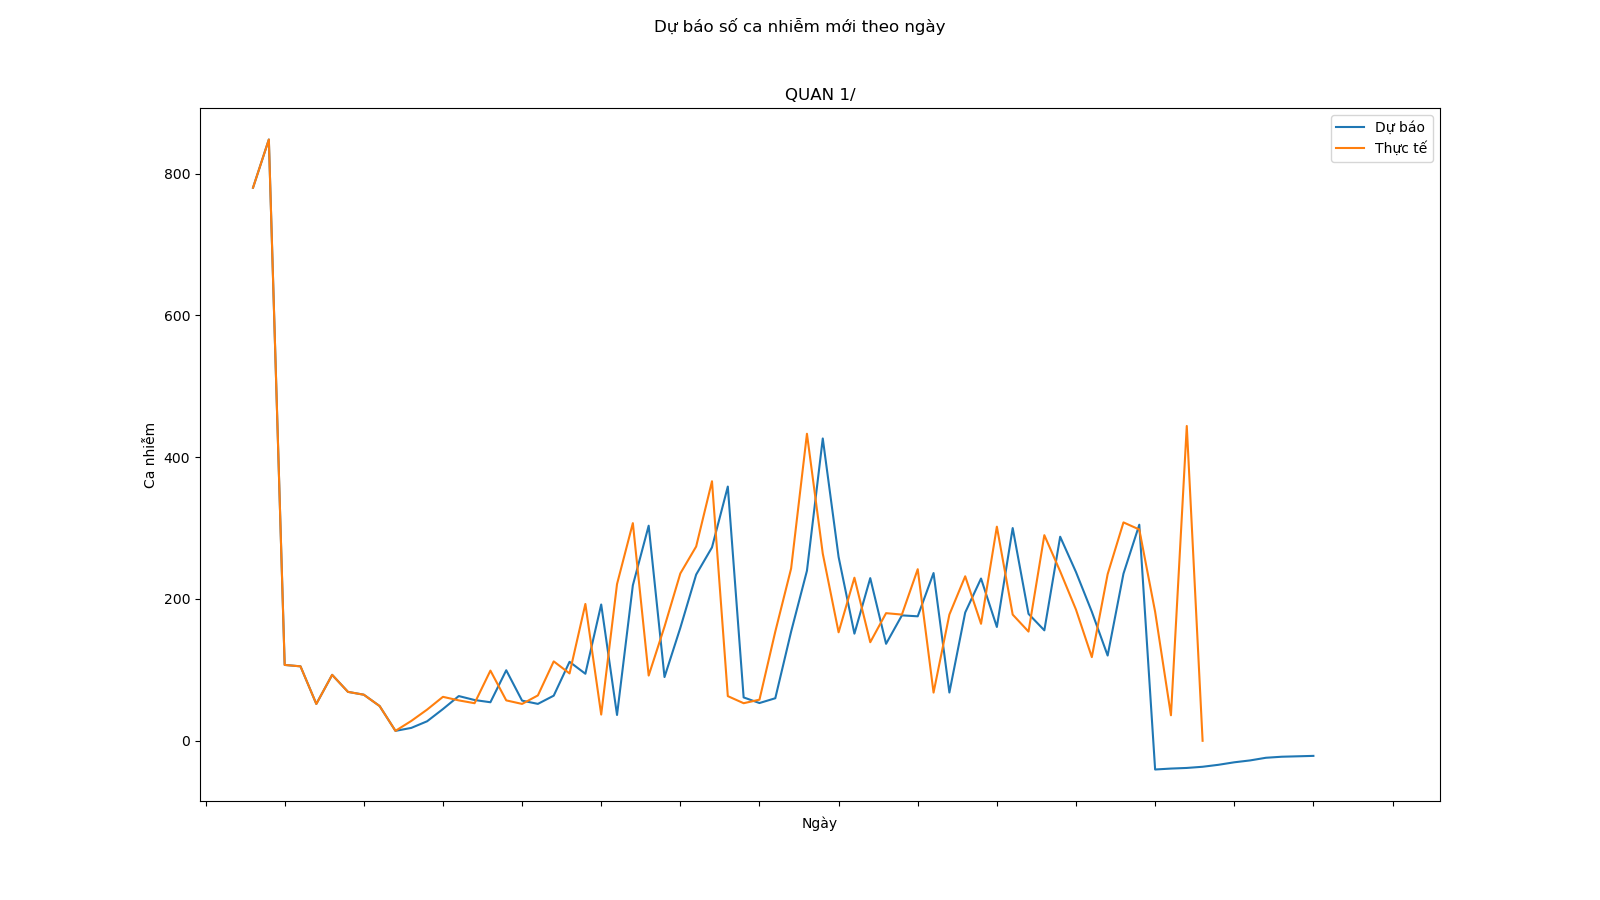 Dự báo số ca nhiễm mới theo ngày
QUAN 1/
Dự báo
Thực tế
800
600
400
200
0
Ca nhiễm
Ngày